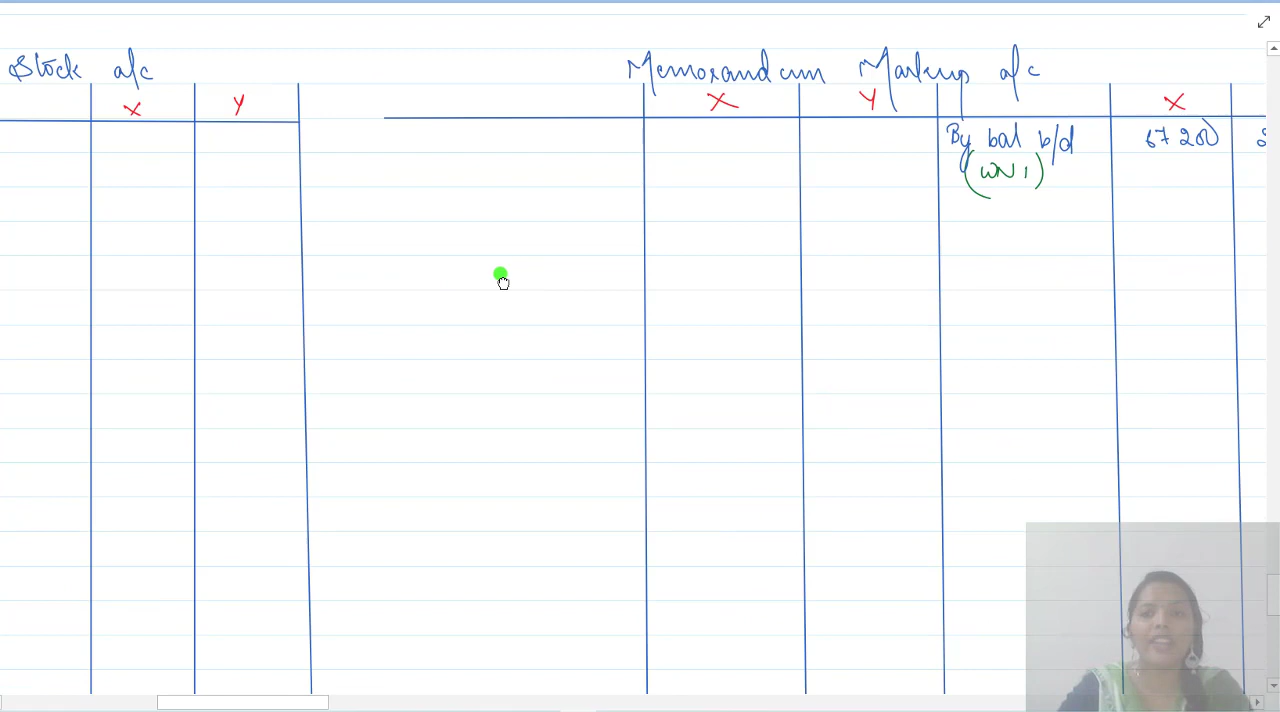 Stock a/c
Memorandum Markup a/c
X Y
X Y X
By bal b/d 67200
(WN 1)